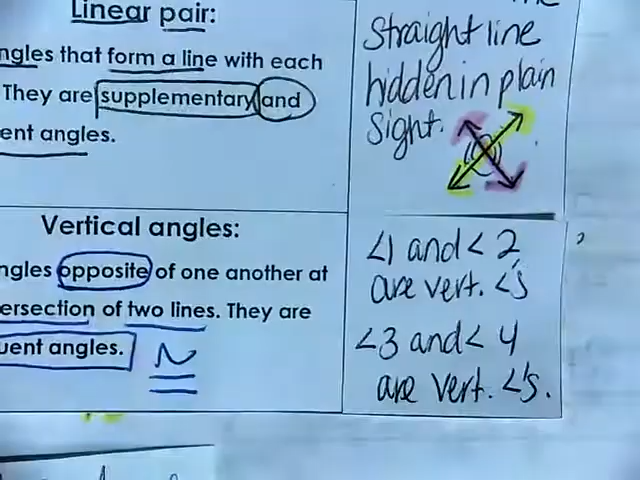 Linear pair:
ngles that form a line with each
They are supplementary and
ent angles.
Straight line
hidden in plain
sight.
Vertical angles:
ngles opposite of one another at
ersection of two lines. They are
uent angles. ≅
∠1 and ∠2
are vert. ∠'s
∠3 and ∠4
are vert. ∠'s.